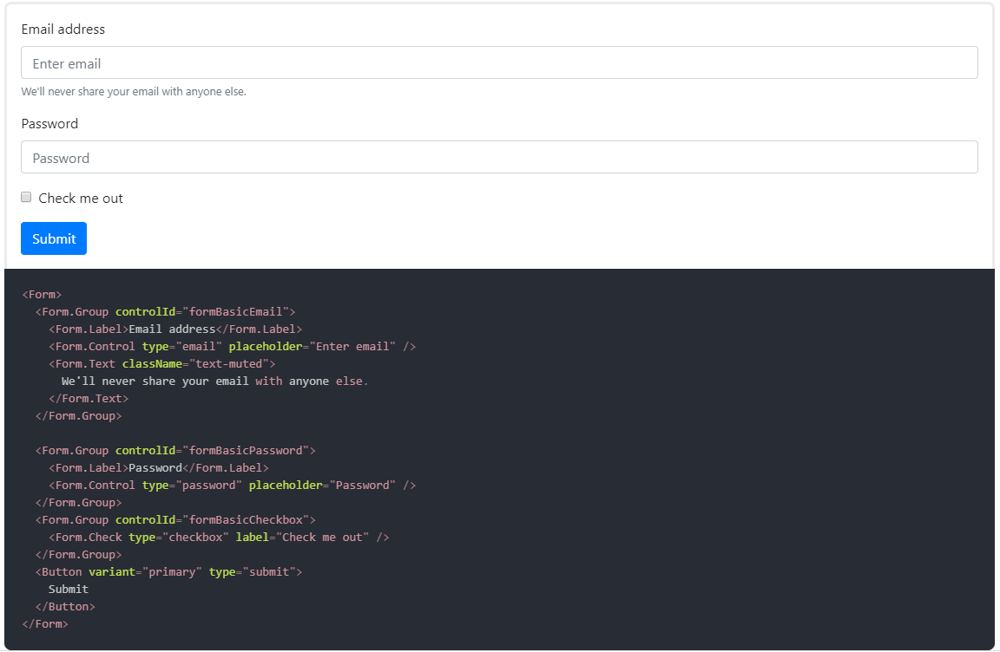 Email address
Enter email
We'll never share your email with anyone else.
Password
Password
Check me out
Submit
<Form>
  <Form.Group controlId="formBasicEmail">
    <Form.Label>Email address</Form.Label>
    <Form.Control type="email" placeholder="Enter email" />
    <Form.Text className="text-muted">
      We'll never share your email with anyone else.
    </Form.Text>
  </Form.Group>

  <Form.Group controlId="formBasicPassword">
    <Form.Label>Password</Form.Label>
    <Form.Control type="password" placeholder="Password" />
  </Form.Group>
  <Form.Group controlId="formBasicCheckbox">
    <Form.Check type="checkbox" label="Check me out" />
  </Form.Group>
  <Button variant="primary" type="submit">
    Submit
  </Button>
</Form>